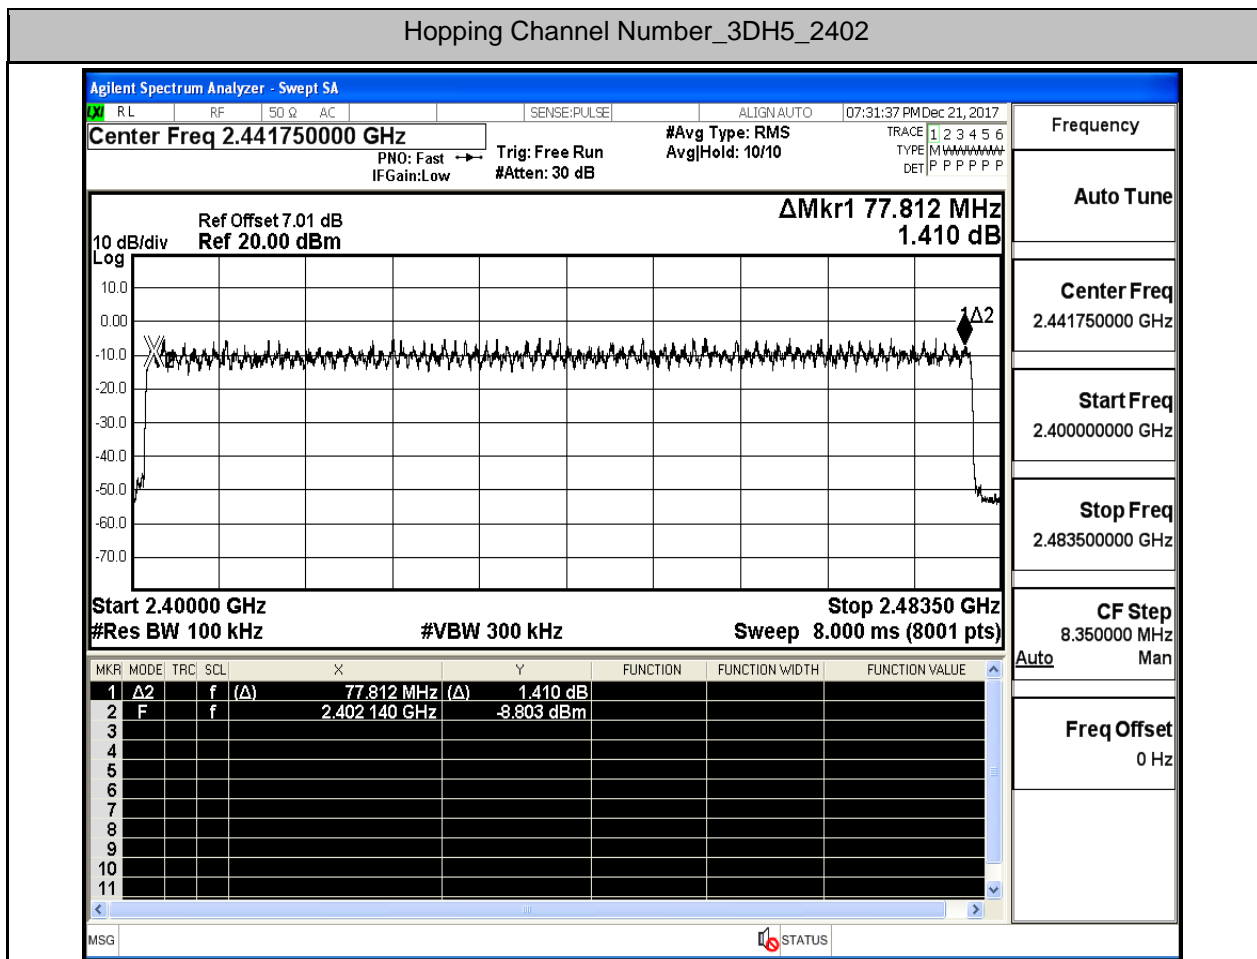 Hopping Channel Number_3DH5_2402
Agilent Spectrum Analyzer - Swept SA
LXI RL RF 50 Ω AC SENSE:PULSE ALIGN AUTO 07:31:37 PM Dec 21, 2017
Center Freq 2.441750000 GHz
PNO: Fast
IFGain:Low
Trig: Free Run
#Atten: 30 dB
#Avg Type: RMS
Avg|Hold: 10/10
TRACE 1 2 3 4 5 6
TYPE M WWWWW
DET P P P P P P
ΔMkr1 77.812 MHz
1.410 dB
Ref Offset 7.01 dB
10 dB/div Ref 20.00 dBm
Log
10.0
0.00
-10.0
-20.0
-30.0
-40.0
-50.0
-60.0
-70.0
1Δ2
Start 2.40000 GHz Stop 2.48350 GHz
#Res BW 100 kHz #VBW 300 kHz Sweep 8.000 ms (8001 pts)
MKR MODE TRC SCL X Y FUNCTION FUNCTION WIDTH FUNCTION VALUE
1 Δ2 f (Δ) 77.812 MHz (Δ) 1.410 dB
2 F f 2.402 140 GHz -8.803 dBm
3
4
5
6
7
8
9
10
11
MSG STATUS
Frequency
Auto Tune
Center Freq
2.441750000 GHz
Start Freq
2.400000000 GHz
Stop Freq
2.483500000 GHz
CF Step
8.350000 MHz
Auto Man
Freq Offset
0 Hz